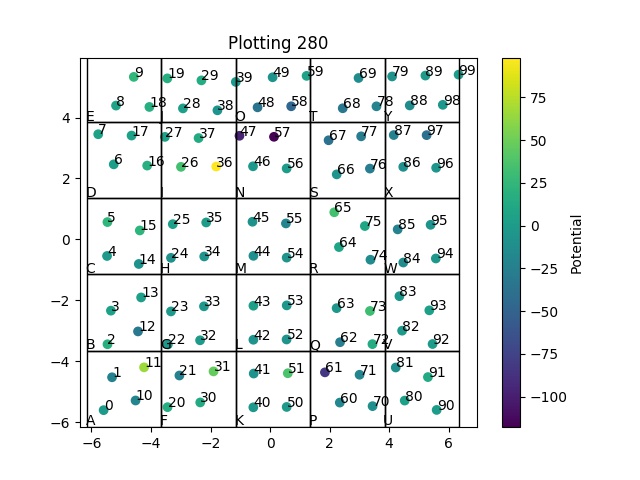 Plotting 280
9 19 29 39 49 59 69 79 89 99
8 18 28 38 48 58 68 78 88 98
E O T Y
4
7 17 27 37 47 57 67 77 87 97
6 16 26 36 46 56 66 76 86 96
2
D I N S X
5 15 25 35 45 55 65 75 85 95
0
4 14 24 34 44 54 64 74 84 94
C H M R W
3 13 23 33 43 53 63 73 83 93
−2
2 12 22 32 42 52 62 72 82 92
B G L Q V
−4
1 11 21 31 41 51 61 71 81 91
0 10 20 30 40 50 60 70 80 90
−6
A F K P U
−6 −4 −2 0 2 4 6
75
50
25
0
−25
−50
−75
−100
Potential